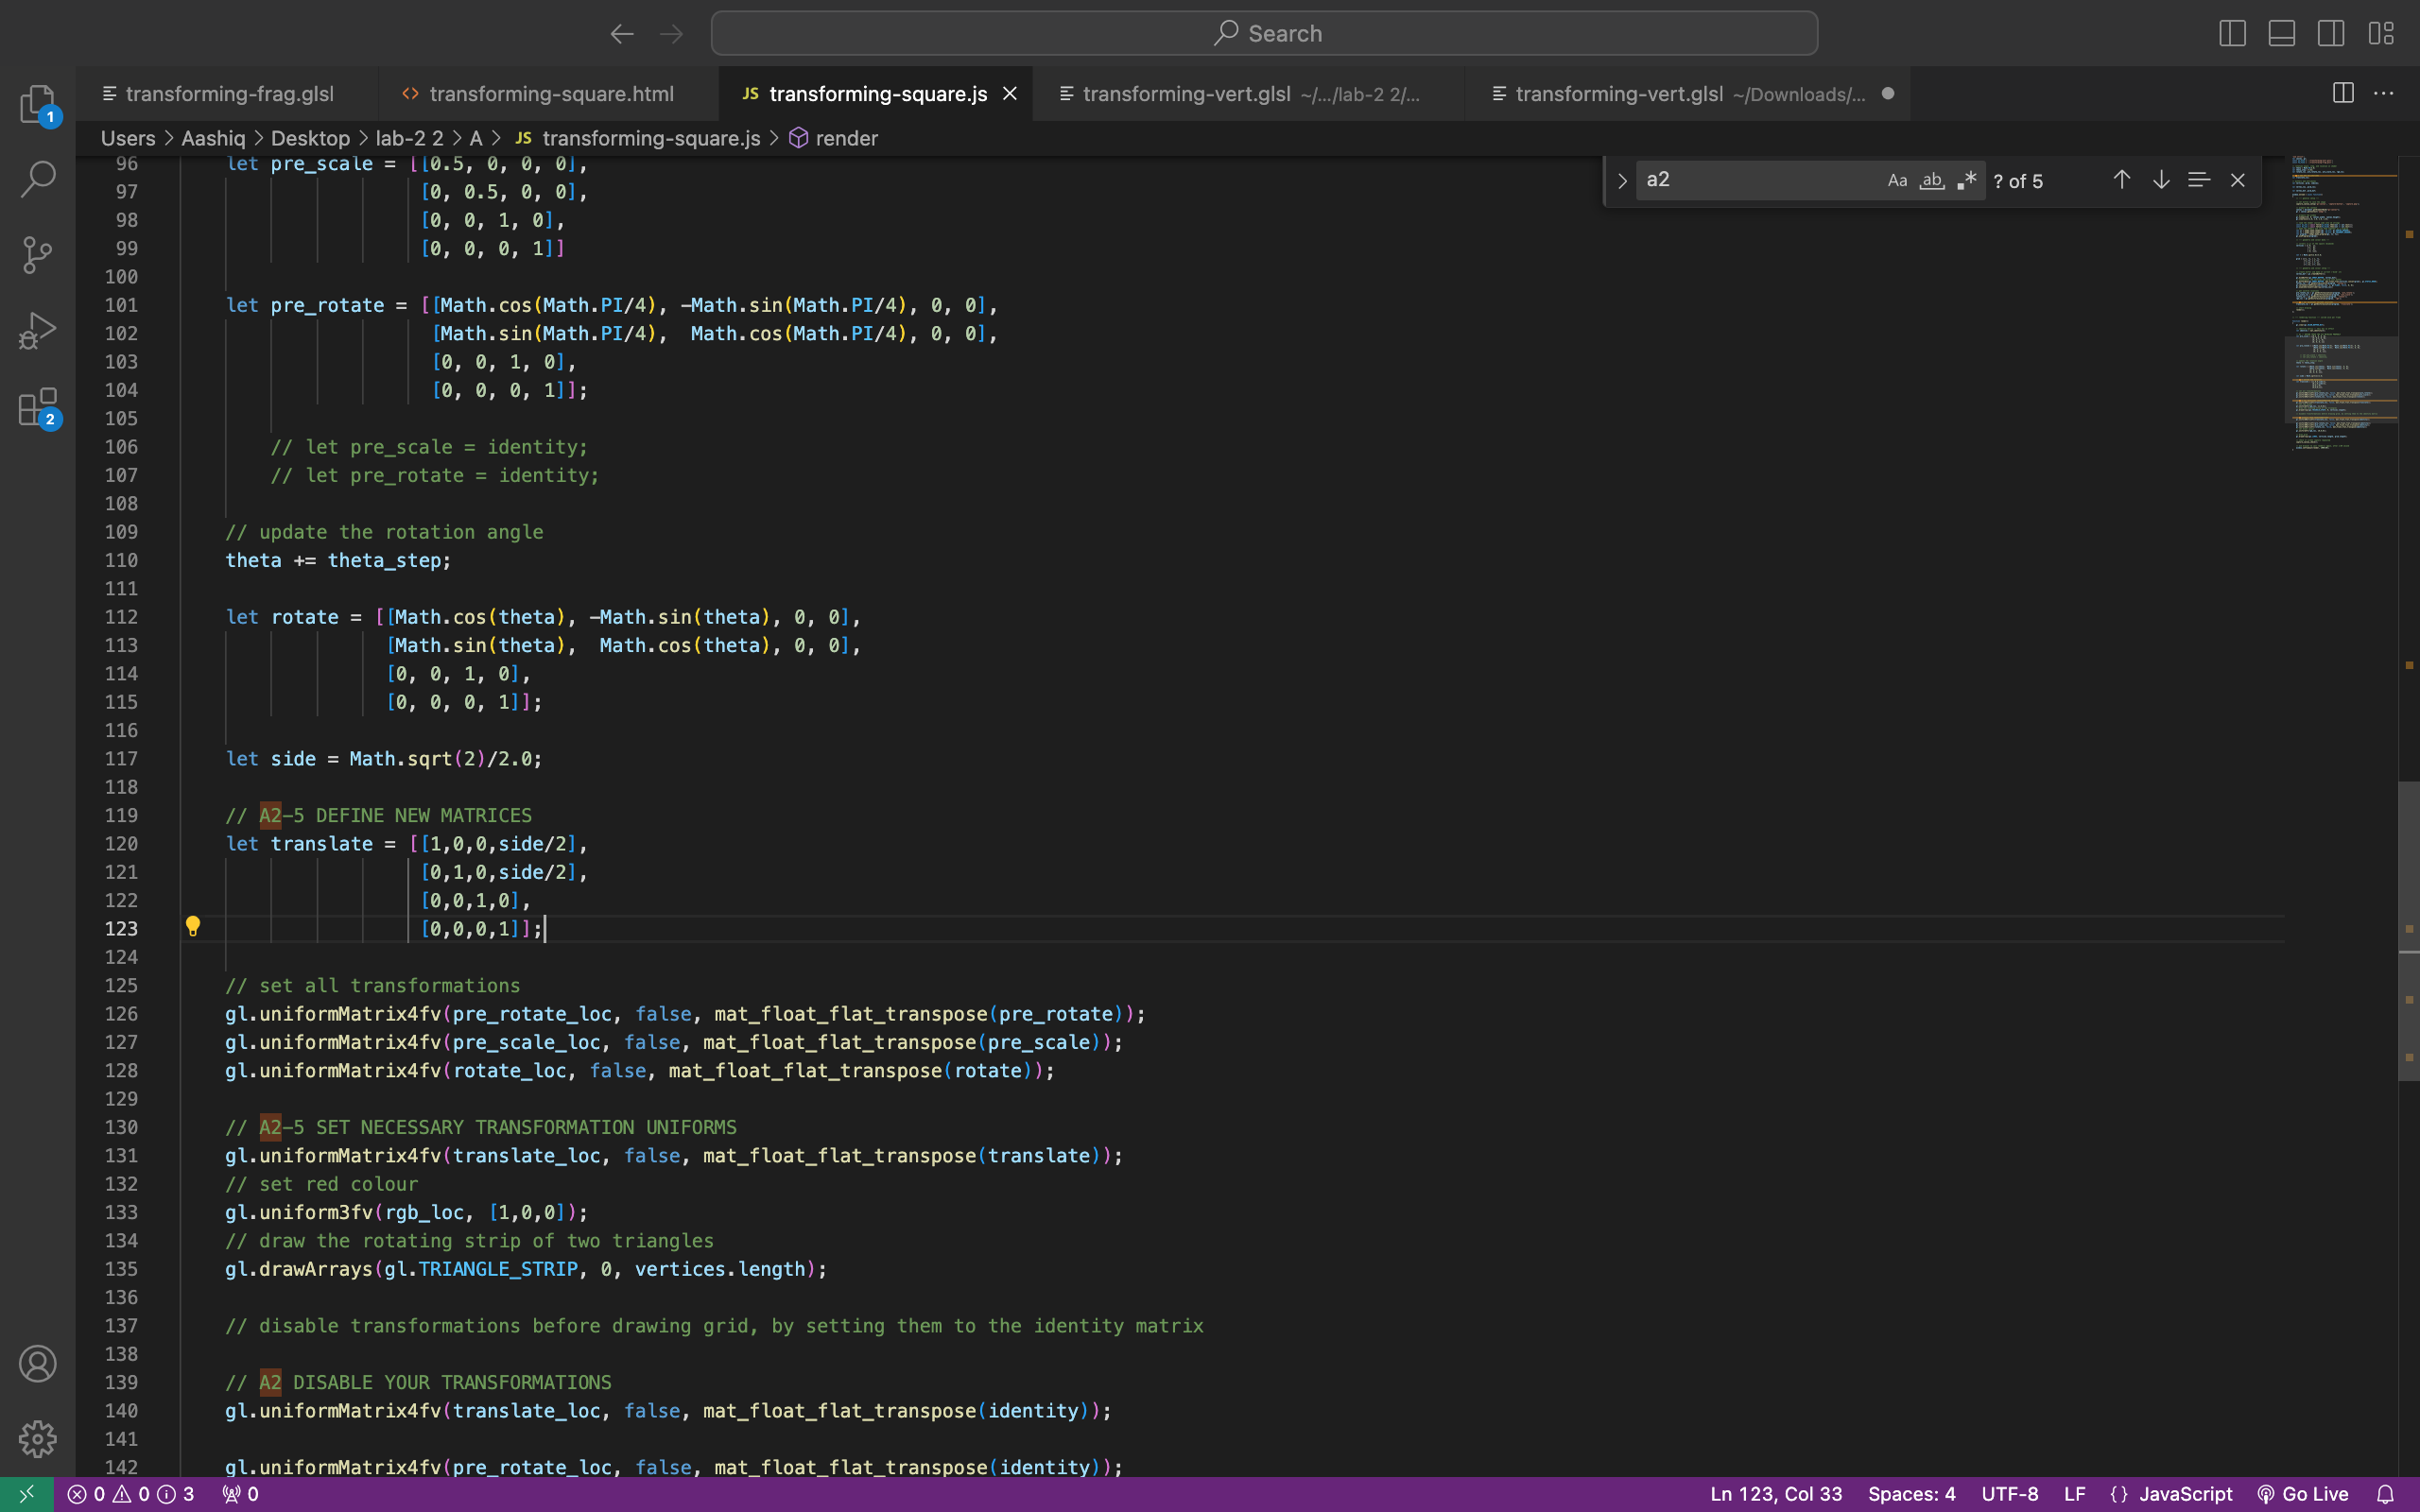 Search
transforming-frag.glsl
transforming-square.html
JS transforming-square.js
transforming-vert.glsl ~/.../lab-2 2/...
transforming-vert.glsl ~/Downloads/...
Users > Aashiq > Desktop > lab-2 2 > A > JS transforming-square.js > render
a2
Aa ab ? of 5
1
2
96 let pre_scale = [[0.5, 0, 0, 0],
97 [0, 0.5, 0, 0],
98 [0, 0, 1, 0],
99 [0, 0, 0, 1]]
100
101 let pre_rotate = [[Math.cos(Math.PI/4), -Math.sin(Math.PI/4), 0, 0],
102 [Math.sin(Math.PI/4),  Math.cos(Math.PI/4), 0, 0],
103 [0, 0, 1, 0],
104 [0, 0, 0, 1]];
105
106 // let pre_scale = identity;
107 // let pre_rotate = identity;
108
109 // update the rotation angle
110 theta += theta_step;
111
112 let rotate = [[Math.cos(theta), -Math.sin(theta), 0, 0],
113 [Math.sin(theta),  Math.cos(theta), 0, 0],
114 [0, 0, 1, 0],
115 [0, 0, 0, 1]];
116
117 let side = Math.sqrt(2)/2.0;
118
119 // A2-5 DEFINE NEW MATRICES
120 let translate = [[1,0,0,side/2],
121 [0,1,0,side/2],
122 [0,0,1,0],
123 [0,0,0,1]];
124
125 // set all transformations
126 gl.uniformMatrix4fv(pre_rotate_loc, false, mat_float_flat_transpose(pre_rotate));
127 gl.uniformMatrix4fv(pre_scale_loc, false, mat_float_flat_transpose(pre_scale));
128 gl.uniformMatrix4fv(rotate_loc, false, mat_float_flat_transpose(rotate));
129
130 // A2-5 SET NECESSARY TRANSFORMATION UNIFORMS
131 gl.uniformMatrix4fv(translate_loc, false, mat_float_flat_transpose(translate));
132 // set red colour
133 gl.uniform3fv(rgb_loc, [1,0,0]);
134 // draw the rotating strip of two triangles
135 gl.drawArrays(gl.TRIANGLE_STRIP, 0, vertices.length);
136
137 // disable transformations before drawing grid, by setting them to the identity matrix
138
139 // A2 DISABLE YOUR TRANSFORMATIONS
140 gl.uniformMatrix4fv(translate_loc, false, mat_float_flat_transpose(identity));
141
142 gl.uniformMatrix4fv(pre_rotate_loc, false, mat_float_flat_transpose(identity));
0 0 3 0
Ln 123, Col 33 Spaces: 4 UTF-8 LF {} JavaScript Go Live